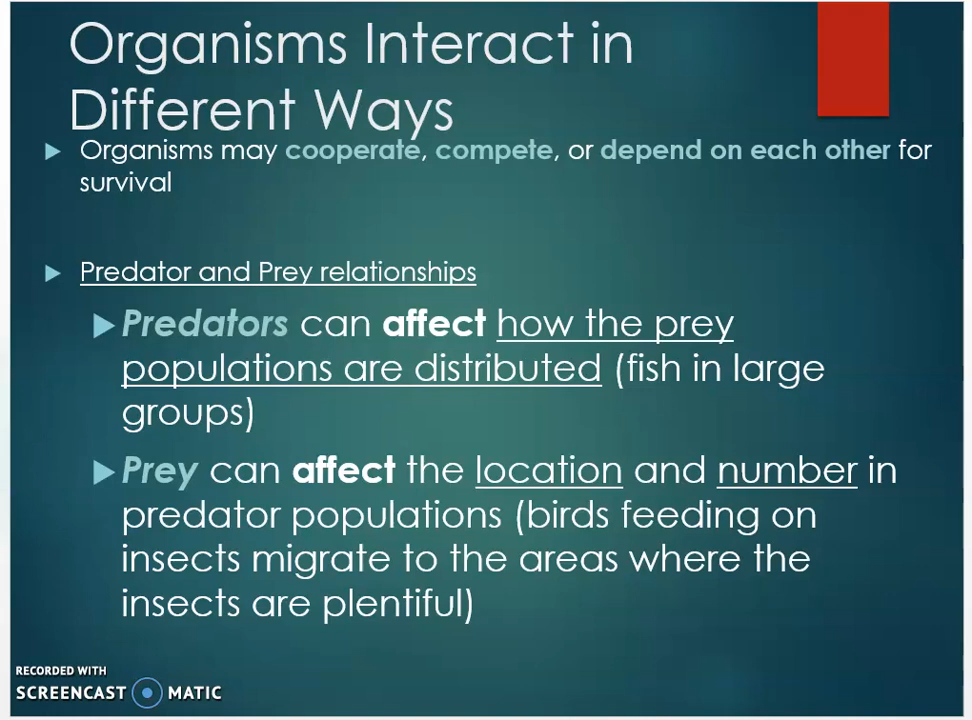 Organisms Interact in
Different Ways
Organisms may cooperate, compete, or depend on each other for
survival
Predator and Prey relationships
Predators can affect how the prey
populations are distributed (fish in large
groups)
Prey can affect the location and number in
predator populations (birds feeding on
insects migrate to the areas where the
insects are plentiful)
RECORDED WITH
SCREENCAST MATIC